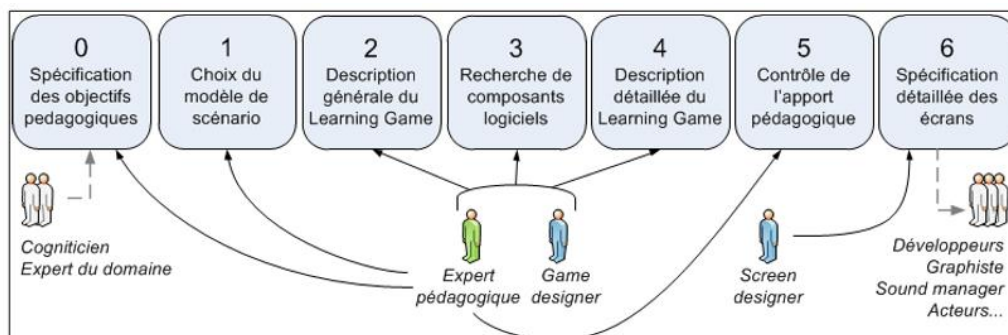 0
Spécification
des objectifs
pedagogiques
1
Choix du
modèle de
scénario
2
Description
générale du
Learning Game
3
Recherche de
composants
logiciels
4
Description
détaillée du
Learning Game
5
Contrôle de
l'apport
pédagogique
6
Spécification
détaillée des
écrans
Cogniticien
Expert du domaine
Expert
pédagogique
Game
designer
Screen
designer
Développeurs
Graphiste
Sound manager
Acteurs...